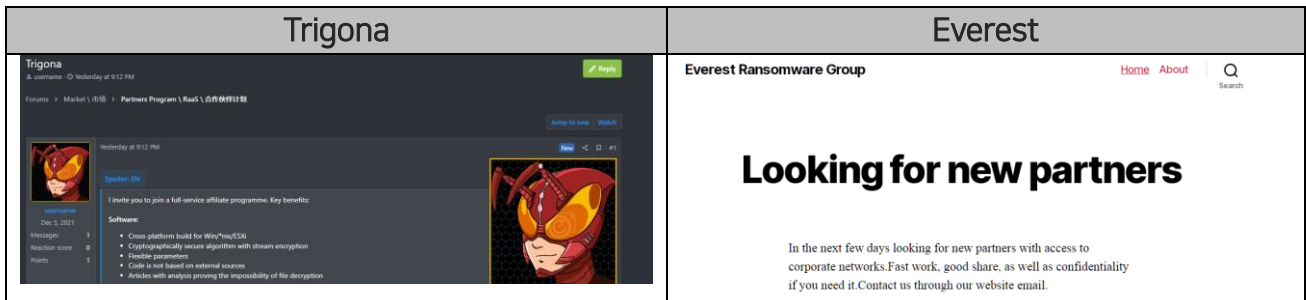 Trigona
Everest
Trigona
username · Yesterday at 9:12 PM
Reply
Forums > Market \ 市场 > Partners Program \ RaaS \ 合作伙伴计划
Jump to new Watch
Yesterday at 9:12 PM
New
#1
Spoiler: EN
I invite you to join a full-service affiliate programme. Key benefits:
username
Dec 5, 2021
Messages 1
Reaction score 0
Points 1
Software:
• Cross-platform build for Win/*nix/ESXi
• Cryptographically secure algorithm with stream encryption
• Flexible parameters
• Code is not based on external sources
• Articles with analysis proving the impossibility of file decryption
Everest Ransomware Group
Home About
Search
Looking for new partners
In the next few days looking for new partners with access to
corporate networks.Fast work, good share, as well as confidentiality
if you need it.Contact us through our website email.